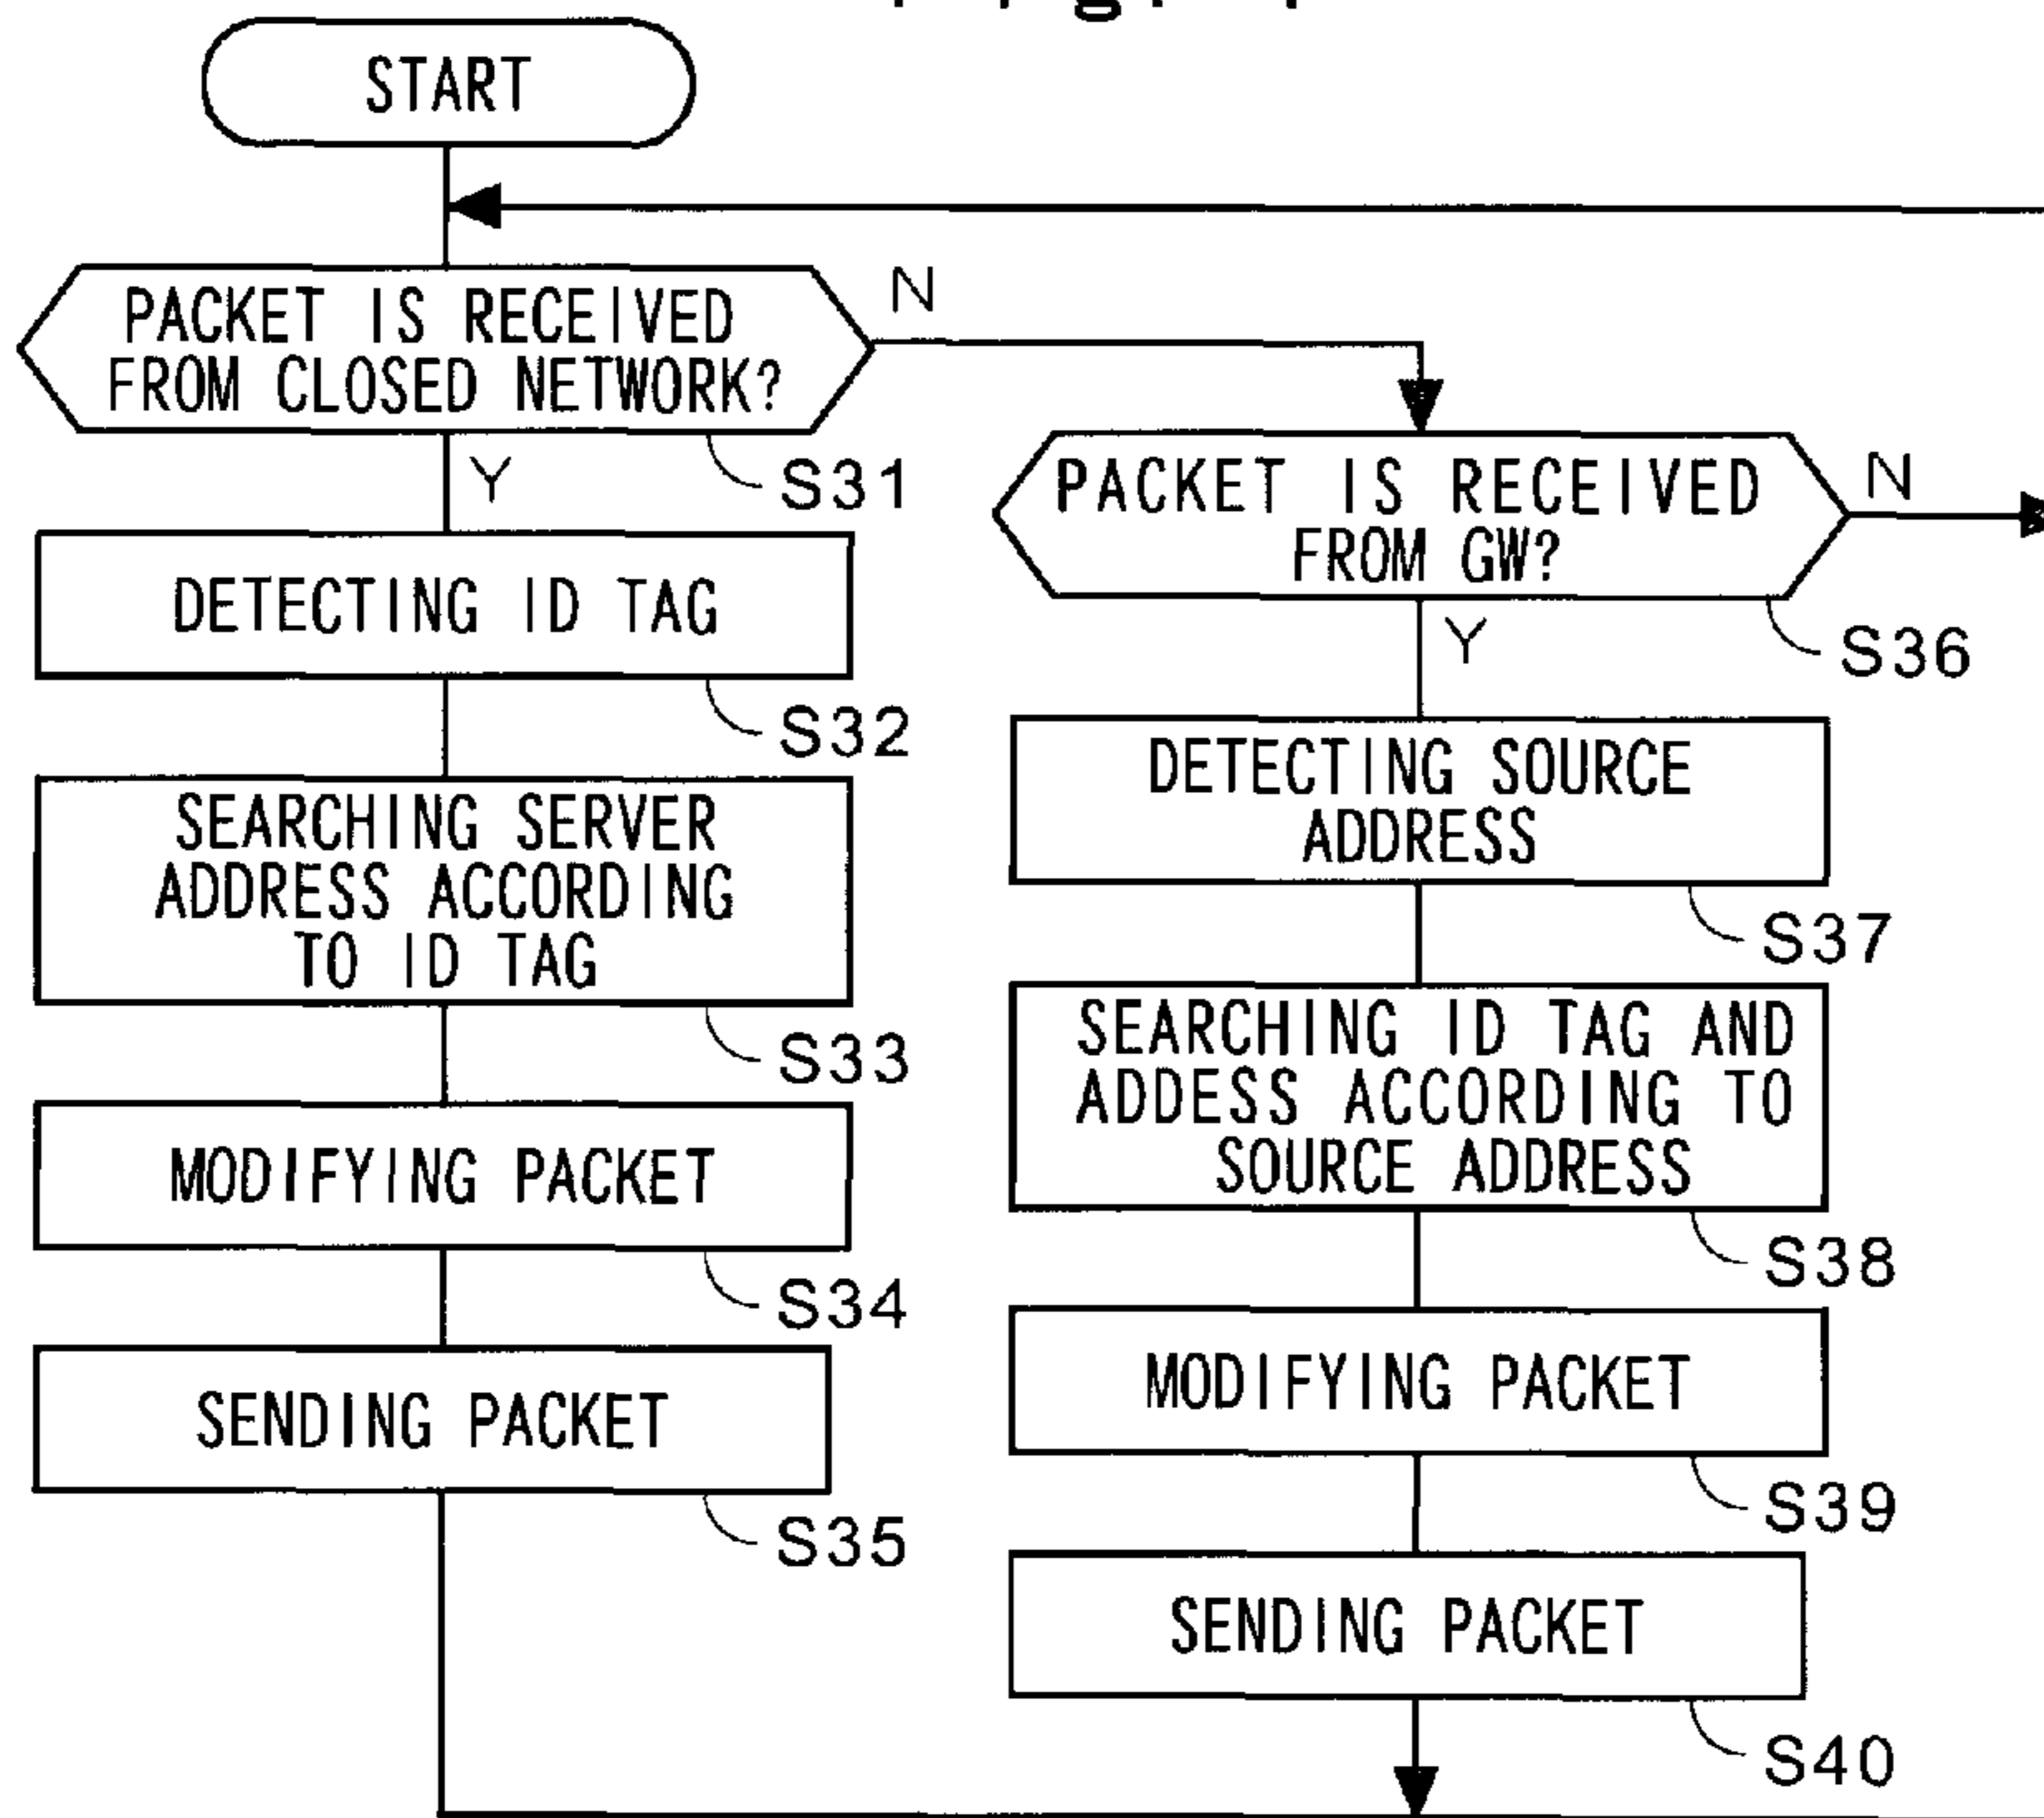 START
PACKET IS RECEIVED
FROM CLOSED NETWORK?
N
Y
S31
DETECTING ID TAG
S32
SEARCHING SERVER
ADDRESS ACCORDING
TO ID TAG
S33
MODIFYING PACKET
S34
SENDING PACKET
S35
PACKET IS RECEIVED
FROM GW?
N
Y
S36
DETECTING SOURCE
ADDRESS
S37
SEARCHING ID TAG AND
ADDESS ACCORDING TO
SOURCE ADDRESS
S38
MODIFYING PACKET
S39
SENDING PACKET
S40